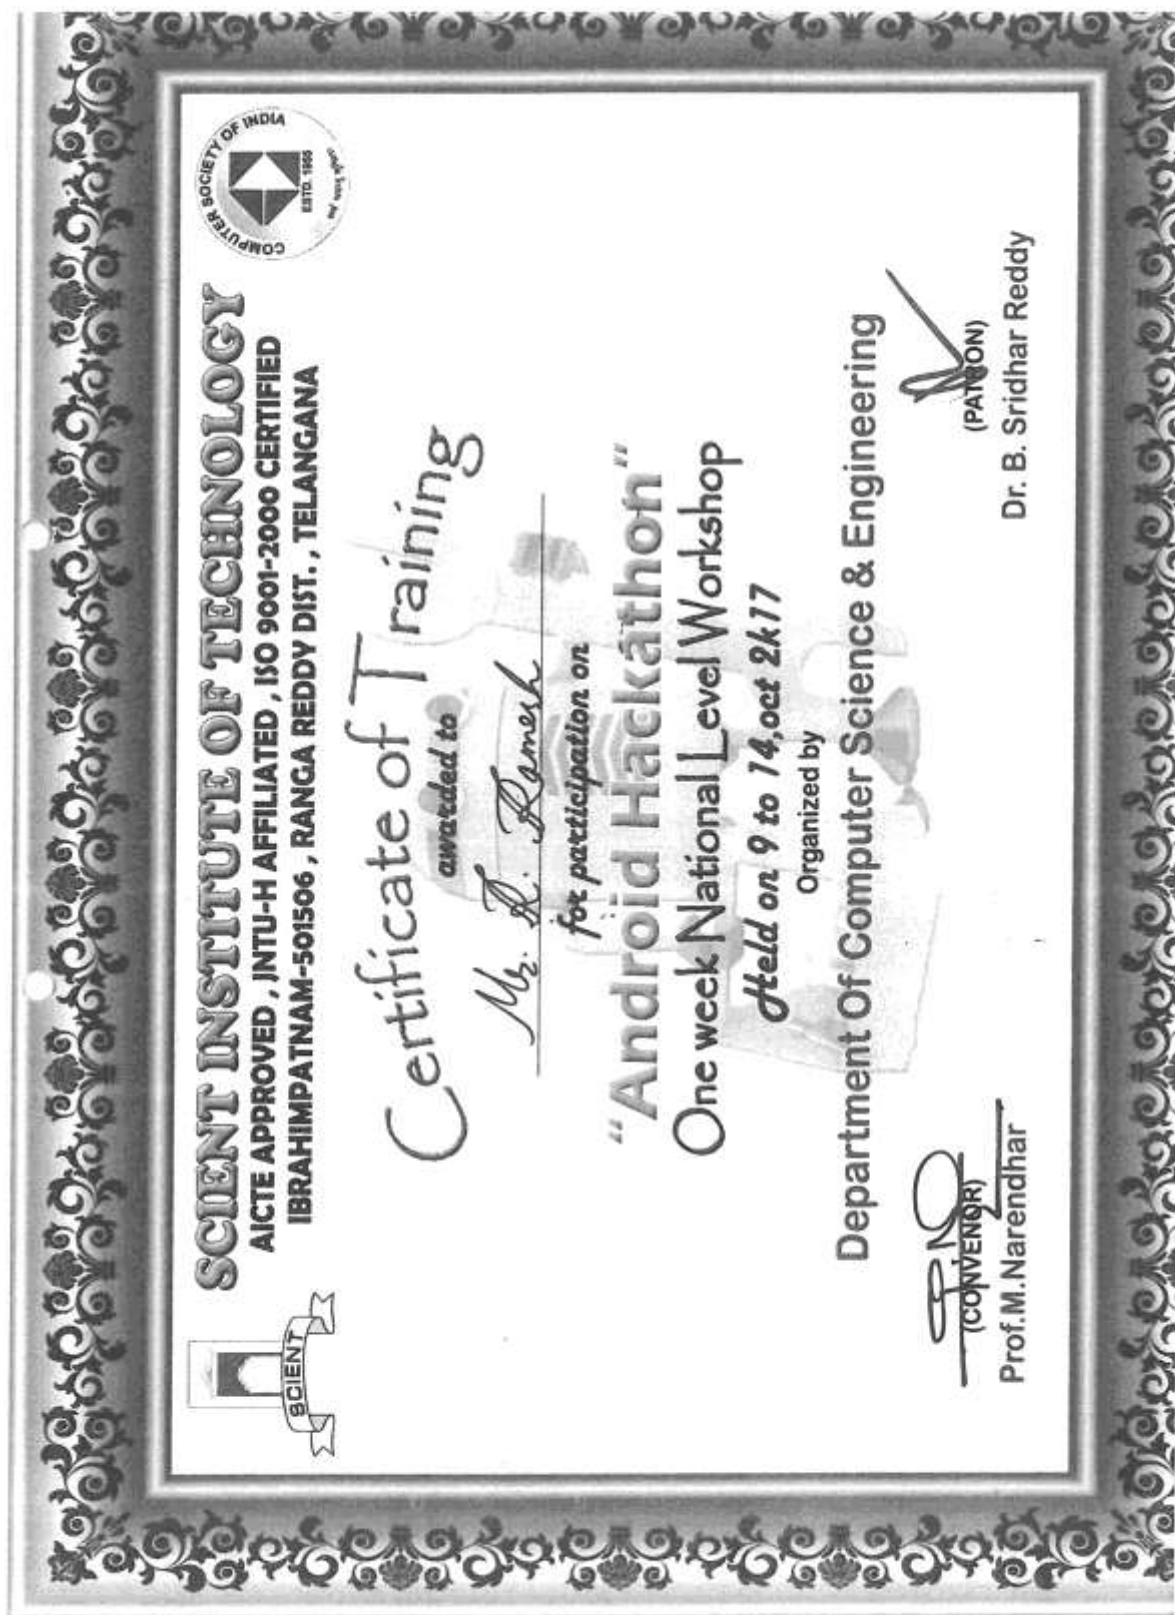 SCIENT INSTITUTE OF TECHNOLOGY
AICTE APPROVED , JNTU-H AFFILIATED , ISO 9001-2000 CERTIFIED
IBRAHIMPATNAM-501506 , RANGA REDDY DIST. , TELANGANA
SCIENT
COMPUTER SOCIETY OF INDIA
ESTD. 1965
Certificate of Training
awarded to
Mr. R. Ramesh
for participation on
“Android Hackathon“
One week National Level Workshop
Held on 9 to 14,oct 2k17
Organized by
Department Of Computer Science & Engineering
(CONVENOR)
Prof.M.Narendhar
(PATRON)
Dr. B. Sridhar Reddy